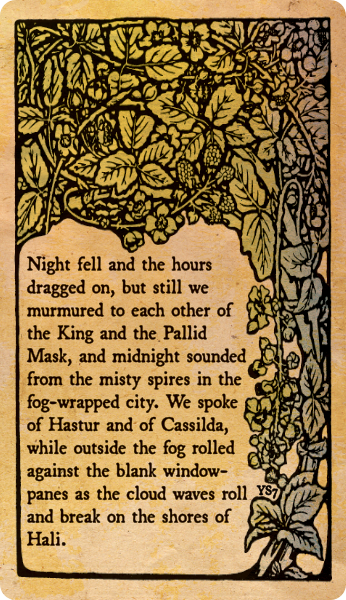 Night fell and the hours
dragged on, but still we
murmured to each other of
the King and the Pallid
Mask, and midnight sounded
from the misty spires in the
fog-wrapped city. We spoke
of Hastur and of Cassilda,
while outside the fog rolled
against the blank window-
panes as the cloud waves roll
and break on the shores of
Hali.
YS7